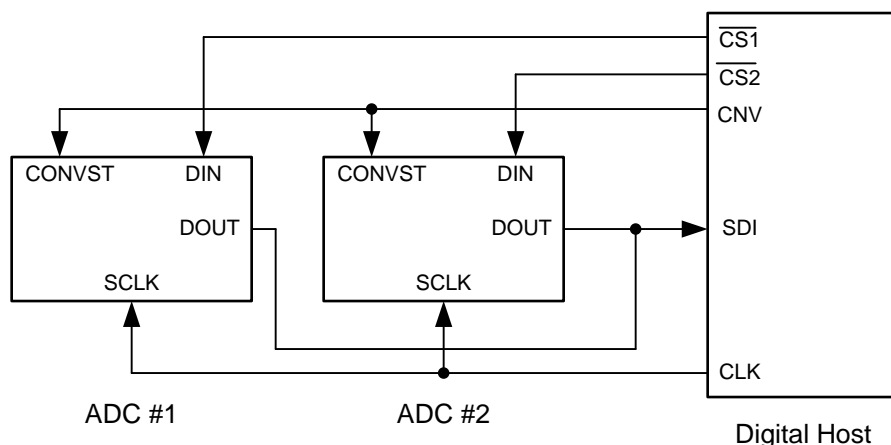 CS1
CS2
CNV
CONVST DIN
CONVST DIN
DOUT
DOUT
SDI
SCLK
SCLK
CLK
ADC #1
ADC #2
Digital Host